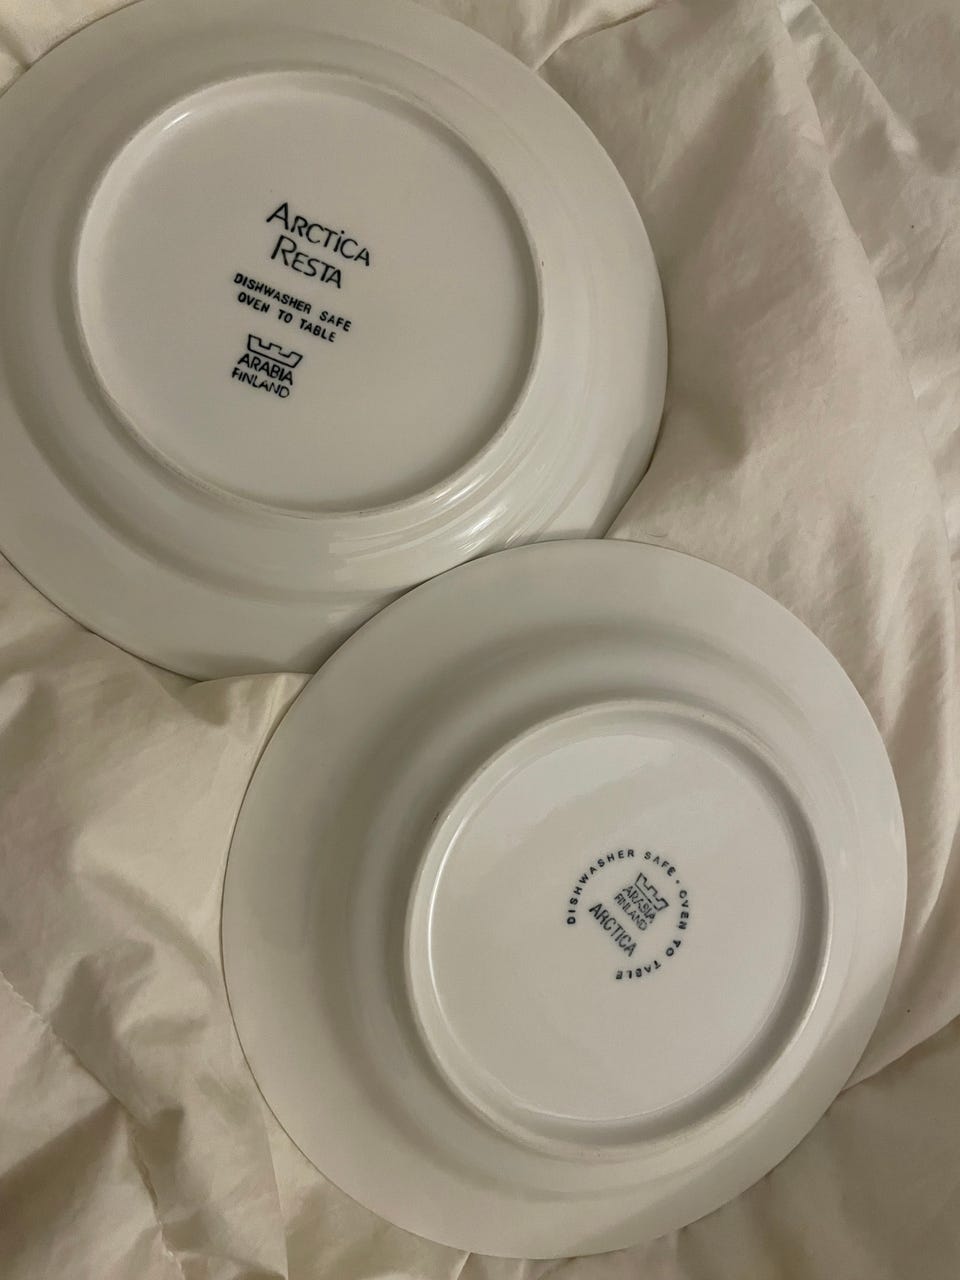 ARCTICA
RESTA
DISHWASHER SAFE
OVEN TO TABLE
ARABIA
FINLAND
DISHWASHER SAFE · OVEN TO TABLE
ARABIA
FINLAND
ARCTICA